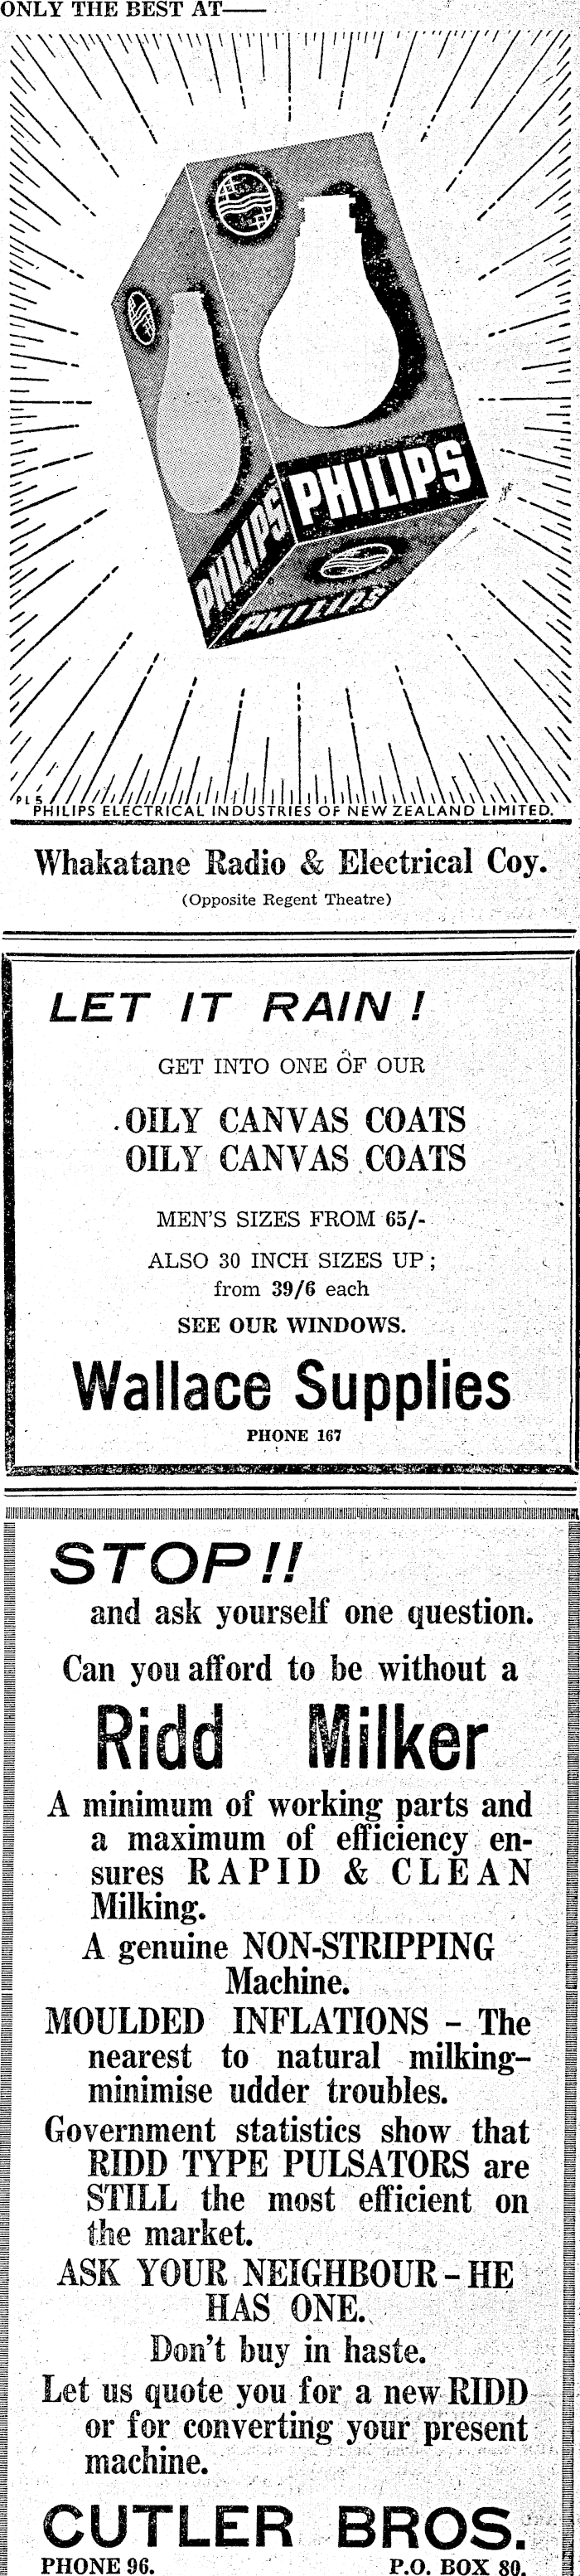 ONLY THE BEST AT——
PHILIPS
PHILIPS
PHILIPS
PL5
PHILIPS ELECTRICAL INDUSTRIES OF NEW ZEALAND LIMITED.
Whakatane Radio & Electrical Coy.
(Opposite Regent Theatre)
LET IT RAIN!
GET INTO ONE OF OUR
OILY CANVAS COATS
OILY CANVAS COATS
MEN'S SIZES FROM 65/-
ALSO 30 INCH SIZES UP;
from 39/6 each
SEE OUR WINDOWS.
Wallace Supplies
PHONE 167
STOP!!
and ask yourself one question.
Can you afford to be without a
Ridd Milker
A minimum of working parts and
a maximum of efficiency en-
sures RAPID & CLEAN
Milking.
A genuine NON-STRIPPING
Machine.
MOULDED INFLATIONS – The
nearest to natural milking–
minimise udder troubles.
Government statistics show that
RIDD TYPE PULSATORS are
STILL the most efficient on
the market.
ASK YOUR NEIGHBOUR – HE
HAS ONE.
Don't buy in haste.
Let us quote you for a new RIDD
or for converting your present
machine.
CUTLER BROS.
PHONE 96. P.O. BOX 80.